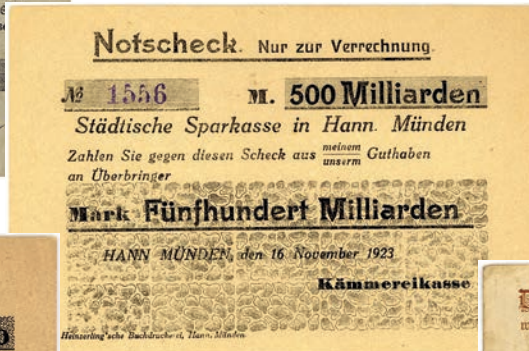 Notscheck. Nur zur Verrechnung.
№ 1556 M. 500 Milliarden
Städtische Sparkasse in Hann. Münden
Zahlen Sie gegen diesen Scheck aus meinem
unserm Guthaben
an Überbringer
Mark Fünfhundert Milliarden
HANN MÜNDEN, den 16 November 1923
Kämmereikasse
Heinzerling'sche Buchdruckerei, Hann. Münden